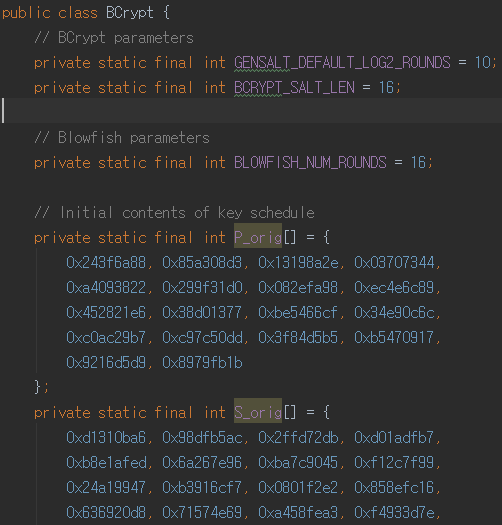 public class BCrypt {
// BCrypt parameters
private static final int GENSALT_DEFAULT_LOG2_ROUNDS = 10;
private static final int BCRYPT_SALT_LEN = 16;
// Blowfish parameters
private static final int BLOWFISH_NUM_ROUNDS = 16;
// Initial contents of key schedule
private static final int P_orig[] = {
0x243f6a88, 0x85a308d3, 0x13198a2e, 0x03707344,
0xa4093822, 0x299f31d0, 0x082efa98, 0xec4e6c89,
0x452821e6, 0x38d01377, 0xbe5466cf, 0x34e90c6c,
0xc0ac29b7, 0xc97c50dd, 0x3f84d5b5, 0xb5470917,
0x9216d5d9, 0x8979fb1b
};
private static final int S_orig[] = {
0xd1310ba6, 0x98dfb5ac, 0x2ffd72db, 0xd01adfb7,
0xb8e1afed, 0x6a267e96, 0xba7c9045, 0xf12c7f99,
0x24a19947, 0xb3916cf7, 0x0801f2e2, 0x858efc16,
0x636920d8, 0x71574e69, 0xa458fea3, 0xf4933d7e,